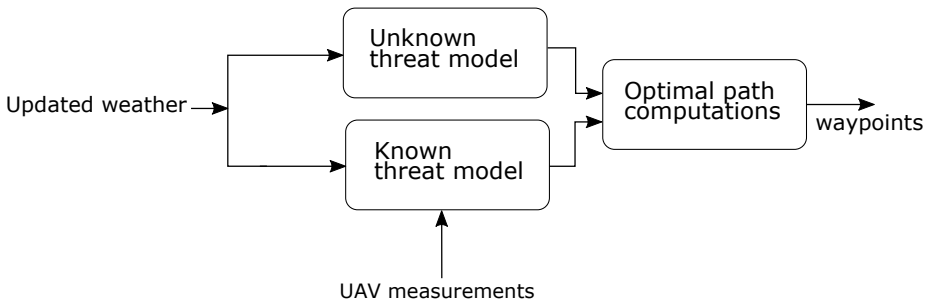 Unknown
threat model
Updated weather
Optimal path
computations
waypoints
Known
threat model
UAV measurements